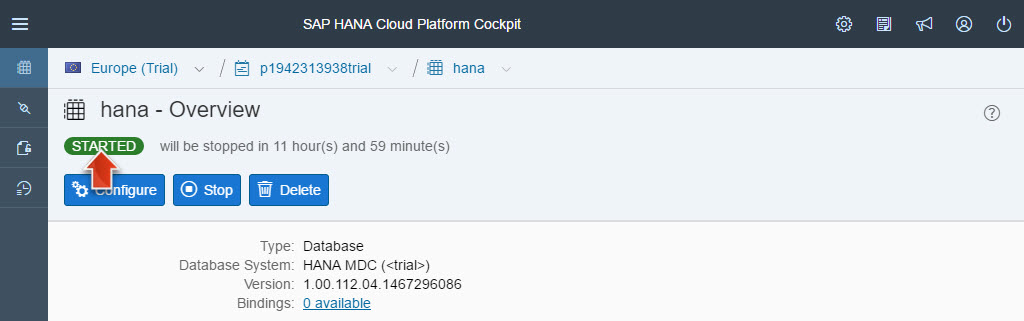 SAP HANA Cloud Platform Cockpit
Europe (Trial) / p1942313938trial / hana
hana - Overview
STARTED will be stopped in 11 hour(s) and 59 minute(s)
Configure Stop Delete
Type: Database
Database System: HANA MDC (<trial>)
Version: 1.00.112.04.1467296086
Bindings: 0 available